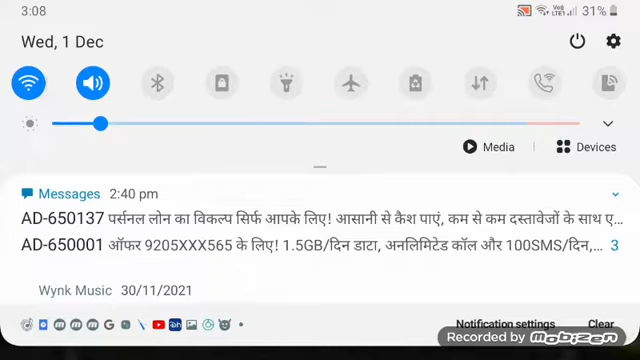 3:08 31%
Wed, 1 Dec
Media Devices
Messages 2:40 pm
AD-650137 पर्सनल लोन का विकल्प सिर्फ आपके लिए! आसानी से कैश पाएं, कम से कम दस्तावेजों के साथ ए...
AD-650001 ऑफर 9205XXX565 के लिए! 1.5GB/दिन डाटा, अनलिमिटेड कॉल और 100SMS/दिन,... 3
Wynk Music 30/11/2021
Notification settings Clear
Recorded by MOBIZEN